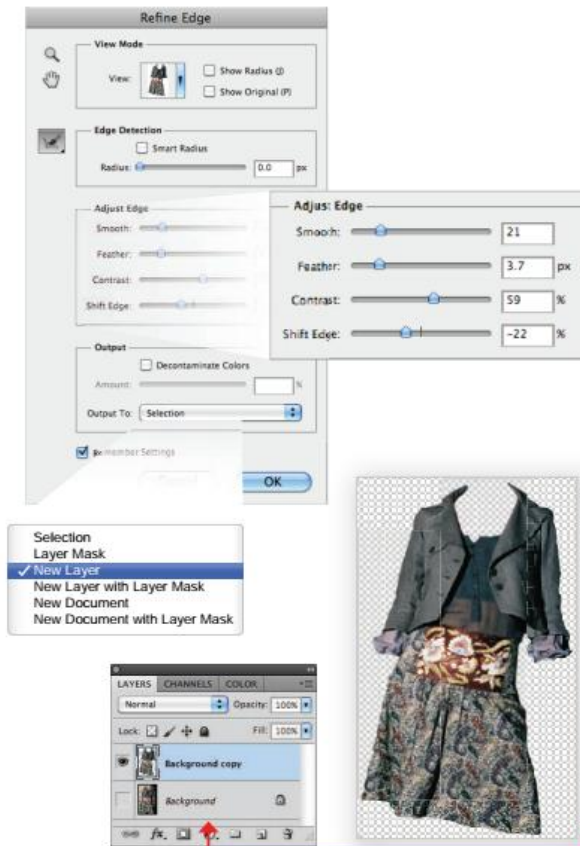 Refine Edge
View Mode
View:
Show Radius (J)
Show Original (P)
Edge Detection
Smart Radius
Radius: 0.0 px
Adjust Edge
Smooth:
Feather:
Contrast:
Shift Edge:
Adjust Edge
Smooth: 21
Feather: 3.7 px
Contrast: 59 %
Shift Edge: -22 %
Output
Decontaminate Colors
Amount: %
Output To: Selection
Remember Settings
OK
Selection
Layer Mask
✓ New Layer
New Layer with Layer Mask
New Document
New Document with Layer Mask
LAYERS CHANNELS COLOR
Normal Opacity: 100%
Lock: Fill: 100%
Background copy
Background
fx.